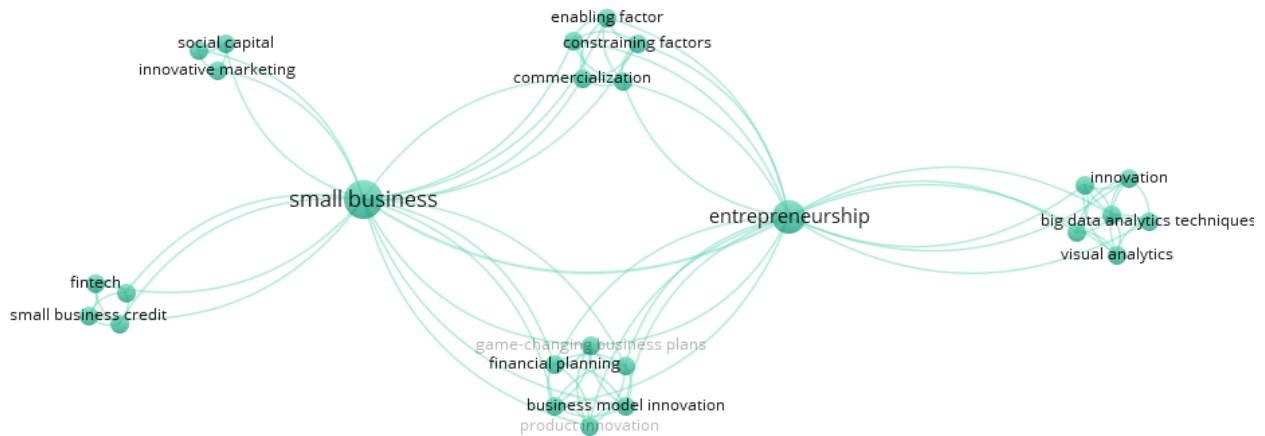 enabling factor
social capital
constraining factors
innovative marketing
commercialization
small business
entrepreneurship
innovation
big data analytics techniques
visual analytics
fintech
small business credit
game-changing business plans
financial planning
business model innovation
product innovation